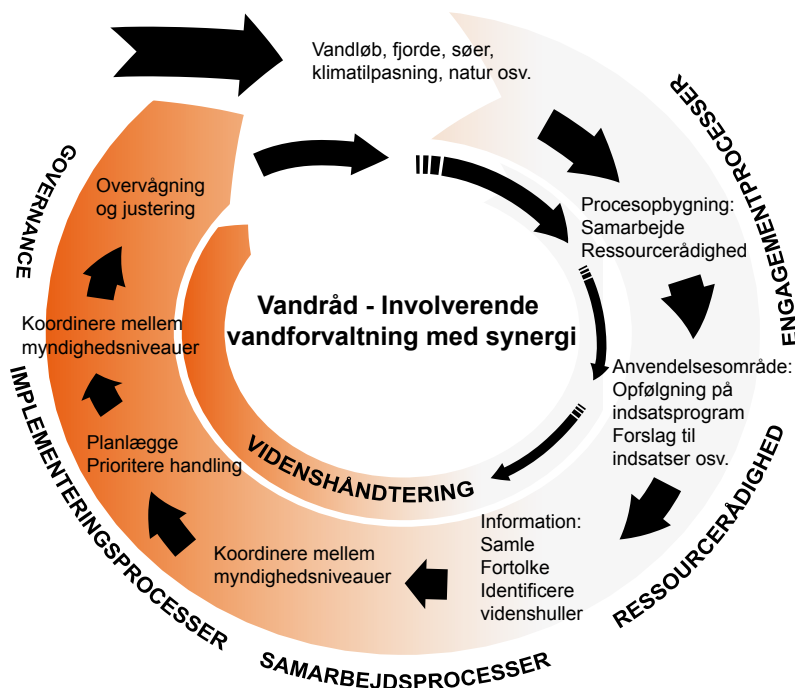 Vandløb, fjorde, søer,
klimatilpasning, natur osv.
ENGAGEMENTPROCESSER
Procesopbygning:
Samarbejde
Ressourcerådighed
Anvendelsesområde:
Opfølgning på
indsatsprogram
Forslag til
indsatser osv.
RESSOURCERÅDIGHED
Information:
Samle
Fortolke
Identificere
videnshuller
SAMARBEJDSPROCESSER
Koordinere mellem
myndighedsniveauer
Planlægge
Prioritere handling
IMPLEMENTERINGSPROCESSER
Koordinere mellem
myndighedsniveauer
Overvågning
og justering
GOVERNANCE
Vandråd - Involverende
vandforvaltning med synergi
VIDENSHÅNDTERING